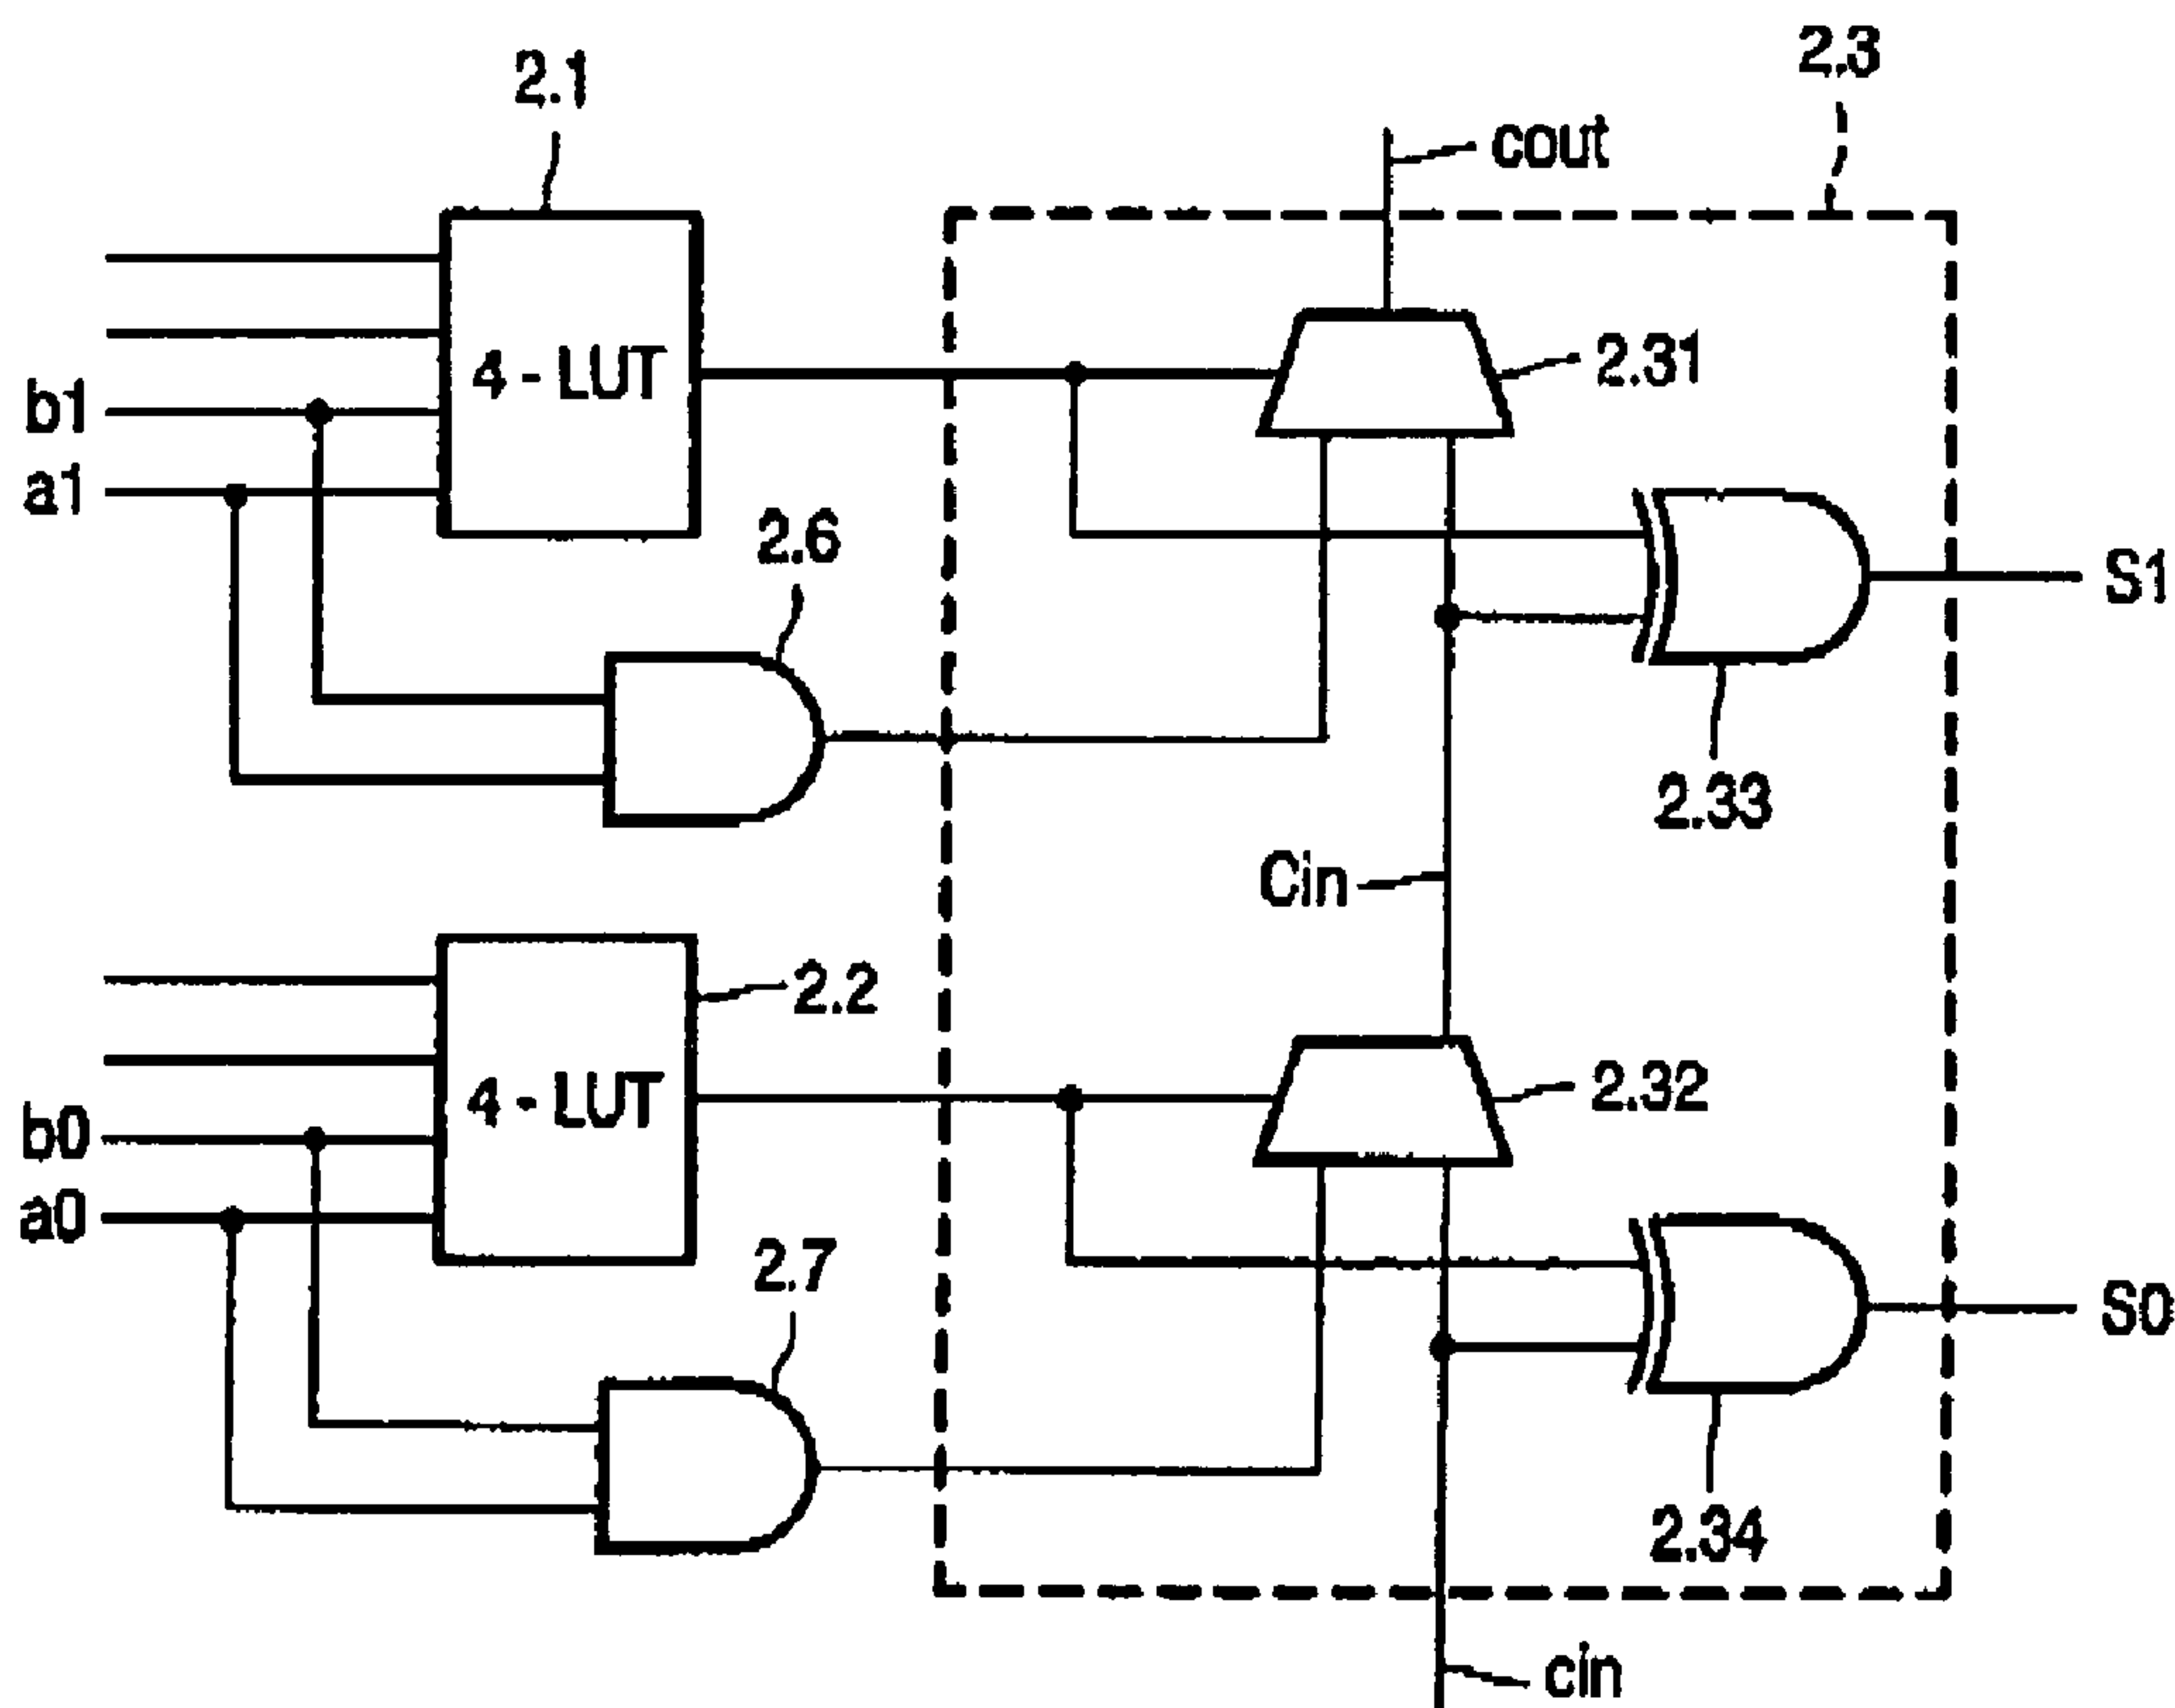 2.3
2.1
cout
4 - LUT
2.31
b1
a1
2.6
S1
2.33
Cin
2.2
4 - LUT
2.32
b0
a0
2.7
S0
2.34
cin